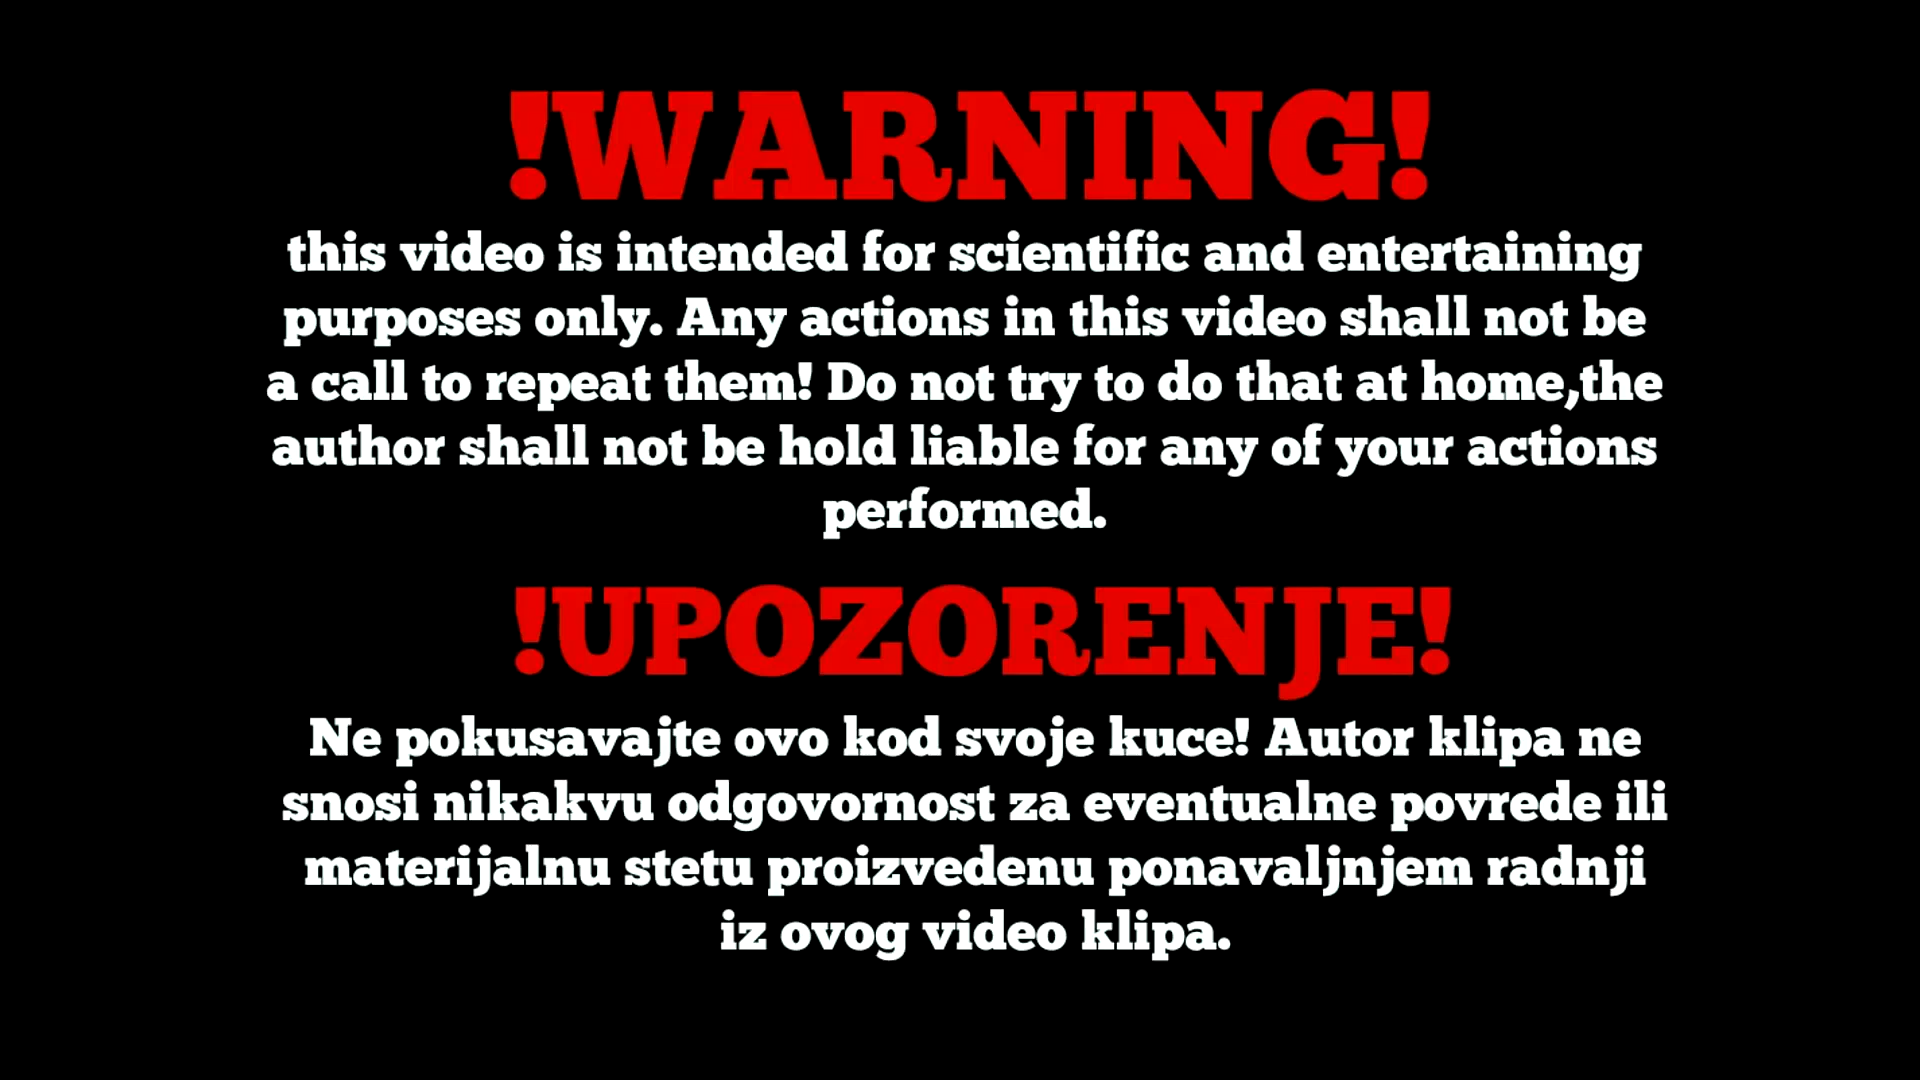 !WARNING!
this video is intended for scientific and entertaining
purposes only. Any actions in this video shall not be
a call to repeat them! Do not try to do that at home,the
author shall not be hold liable for any of your actions
performed.
!UPOZORENJE!
Ne pokusavajte ovo kod svoje kuce! Autor klipa ne
snosi nikakvu odgovornost za eventualne povrede ili
materijalnu stetu proizvedenu ponavaljnjem radnji
iz ovog video klipa.